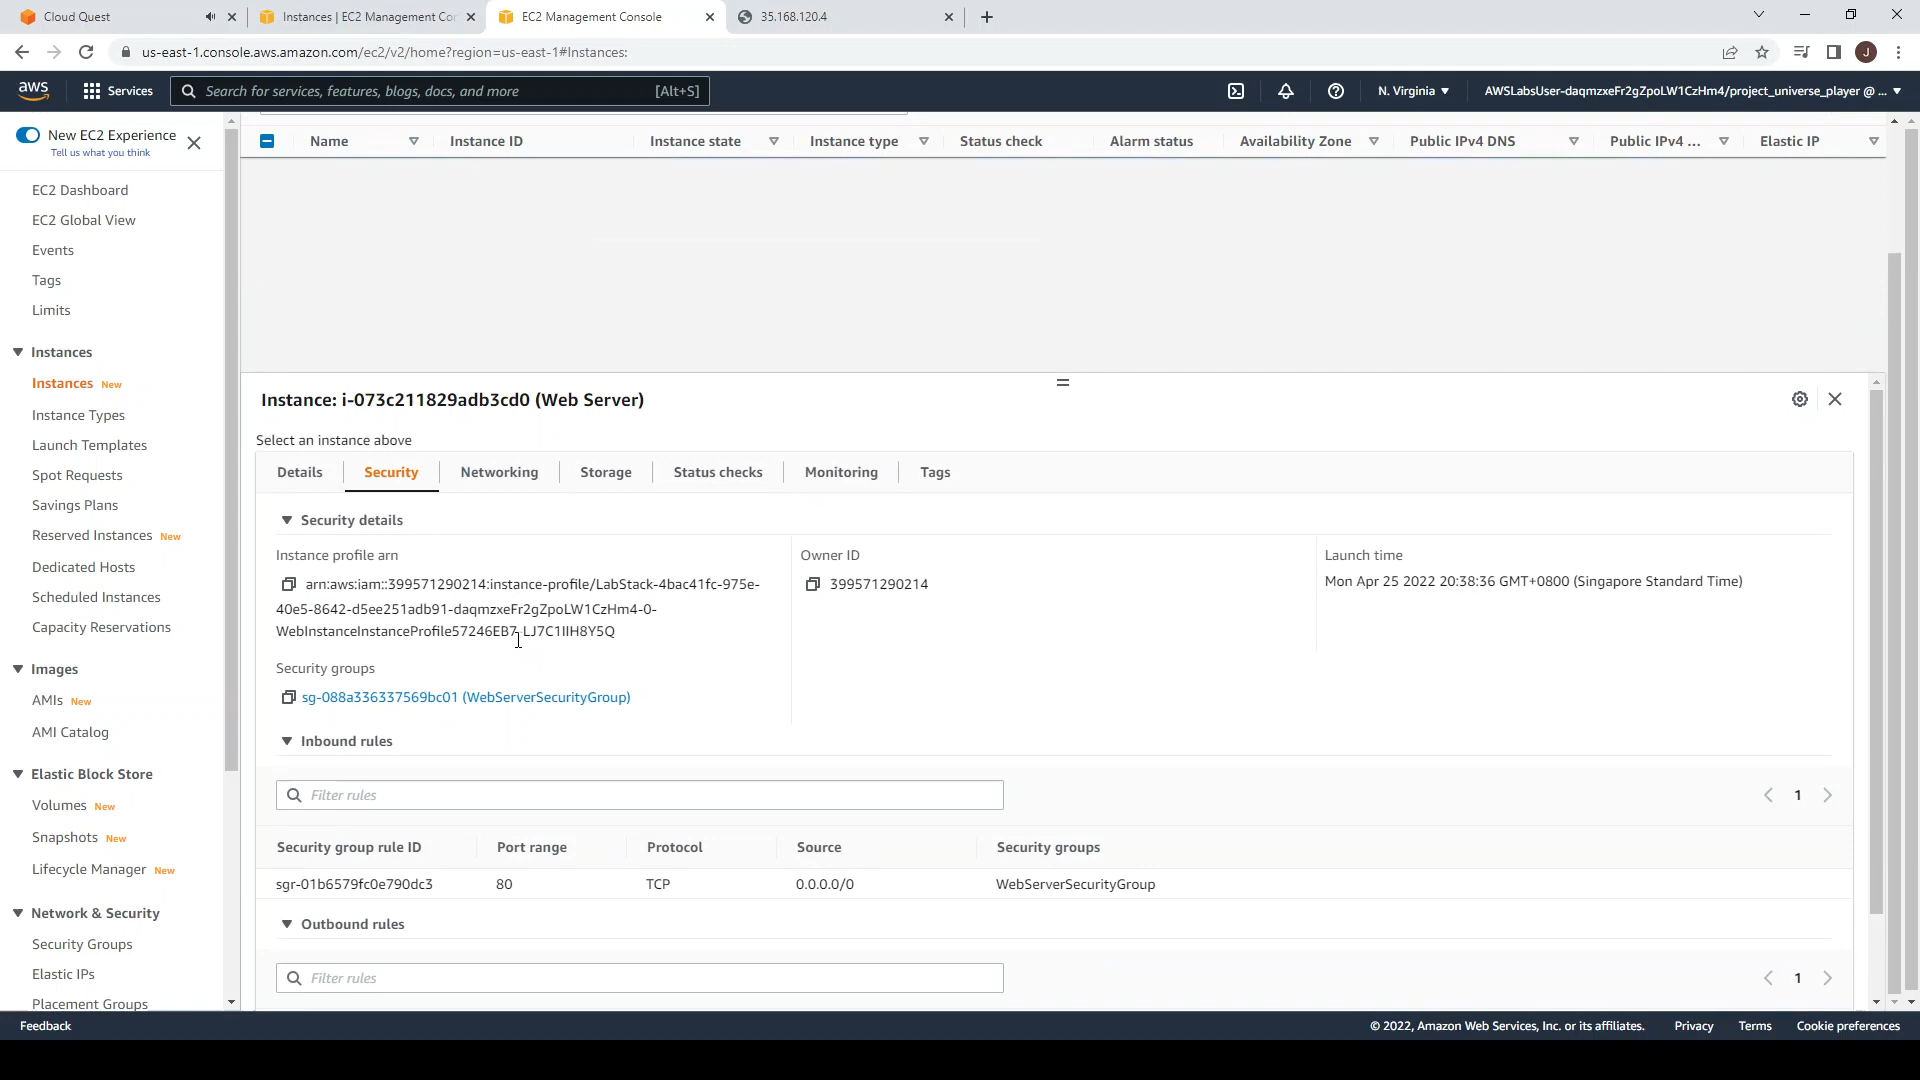 Cloud Quest
Instances | EC2 Management Con
EC2 Management Console
35.168.120.4
us-east-1.console.aws.amazon.com/ec2/v2/home?region=us-east-1#Instances:
J
aws
Services
Search for services, features, blogs, docs, and more
[Alt+S]
N. Virginia
AWSLabsUser-daqmzxeFr2gZpoLW1CzHm4/project_universe_player @ ...
New EC2 Experience
Tell us what you think
EC2 Dashboard
EC2 Global View
Events
Tags
Limits
Instances
Instances New
Instance Types
Launch Templates
Spot Requests
Savings Plans
Reserved Instances New
Dedicated Hosts
Scheduled Instances
Capacity Reservations
Images
AMIs New
AMI Catalog
Elastic Block Store
Volumes New
Snapshots New
Lifecycle Manager New
Network & Security
Security Groups
Elastic IPs
Placement Groups
Name Instance ID Instance state Instance type Status check Alarm status Availability Zone Public IPv4 DNS Public IPv4 ... Elastic IP
Instance: i-073c211829adb3cd0 (Web Server)
Select an instance above
Details Security Networking Storage Status checks Monitoring Tags
Security details
Instance profile arn
arn:aws:iam::399571290214:instance-profile/LabStack-4bac41fc-975e-
40e5-8642-d5ee251adb91-daqmzxeFr2gZpoLW1CzHm4-0-
WebInstanceInstanceProfile57246EB7-LJ7C1IIH8Y5Q
Owner ID
399571290214
Launch time
Mon Apr 25 2022 20:38:36 GMT+0800 (Singapore Standard Time)
Security groups
sg-088a336337569bc01 (WebServerSecurityGroup)
Inbound rules
Filter rules
1
Security group rule ID Port range Protocol Source Security groups
sgr-01b6579fc0e790dc3 80 TCP 0.0.0.0/0 WebServerSecurityGroup
Outbound rules
Filter rules
1
Feedback
© 2022, Amazon Web Services, Inc. or its affiliates. Privacy Terms Cookie preferences